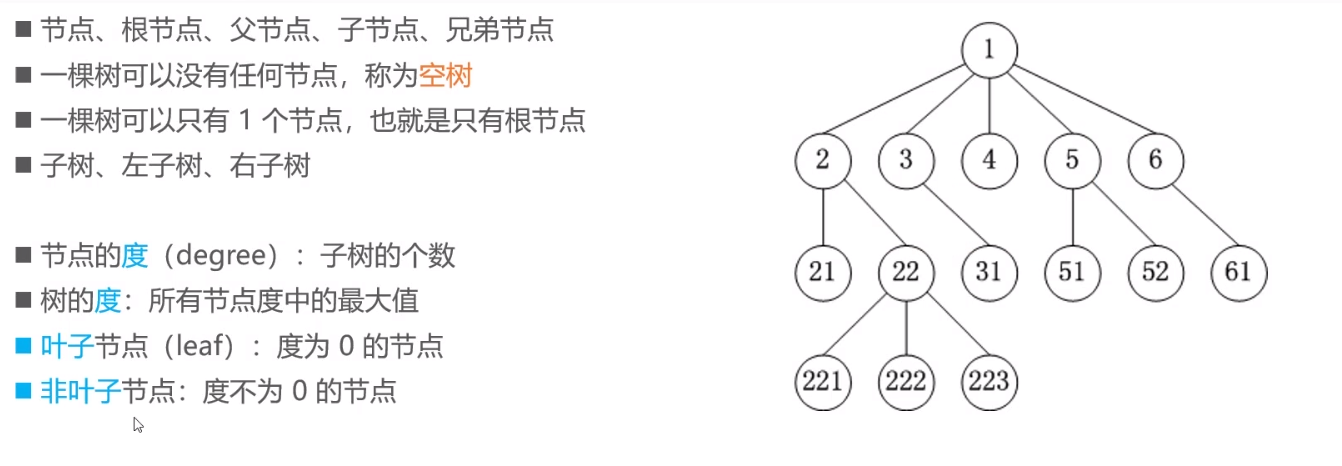 ■ 节点、根节点、父节点、子节点、兄弟节点
■ 一棵树可以没有任何节点，称为空树
■ 一棵树可以只有 1 个节点，也就是只有根节点
■ 子树、左子树、右子树
■ 节点的度（degree）：子树的个数
■ 树的度：所有节点度中的最大值
■ 叶子节点（leaf）：度为 0 的节点
■ 非叶子节点：度不为 0 的节点
1
2 3 4 5 6
21 22 31 51 52 61
221 222 223